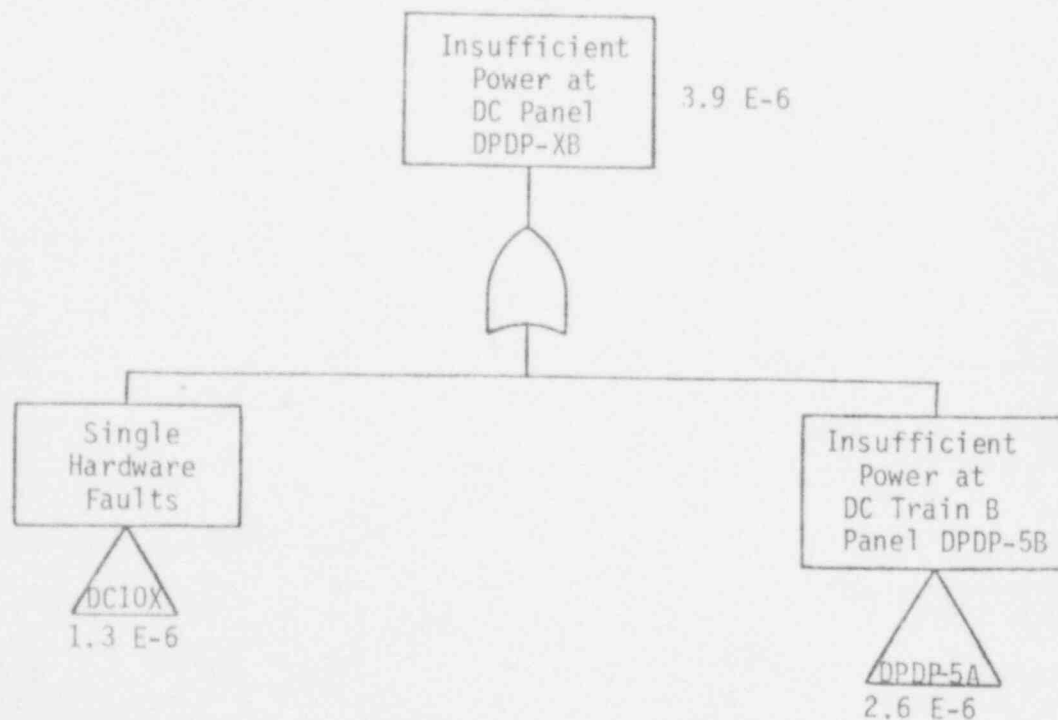 Insufficient
Power at
DC Panel
DPDP-XB
3.9 E-6
Single
Hardware
Faults
DC10X
1.3 E-6
Insufficient
Power at
DC Train B
Panel DPDP-5B
DPDP-5A
2.6 E-6